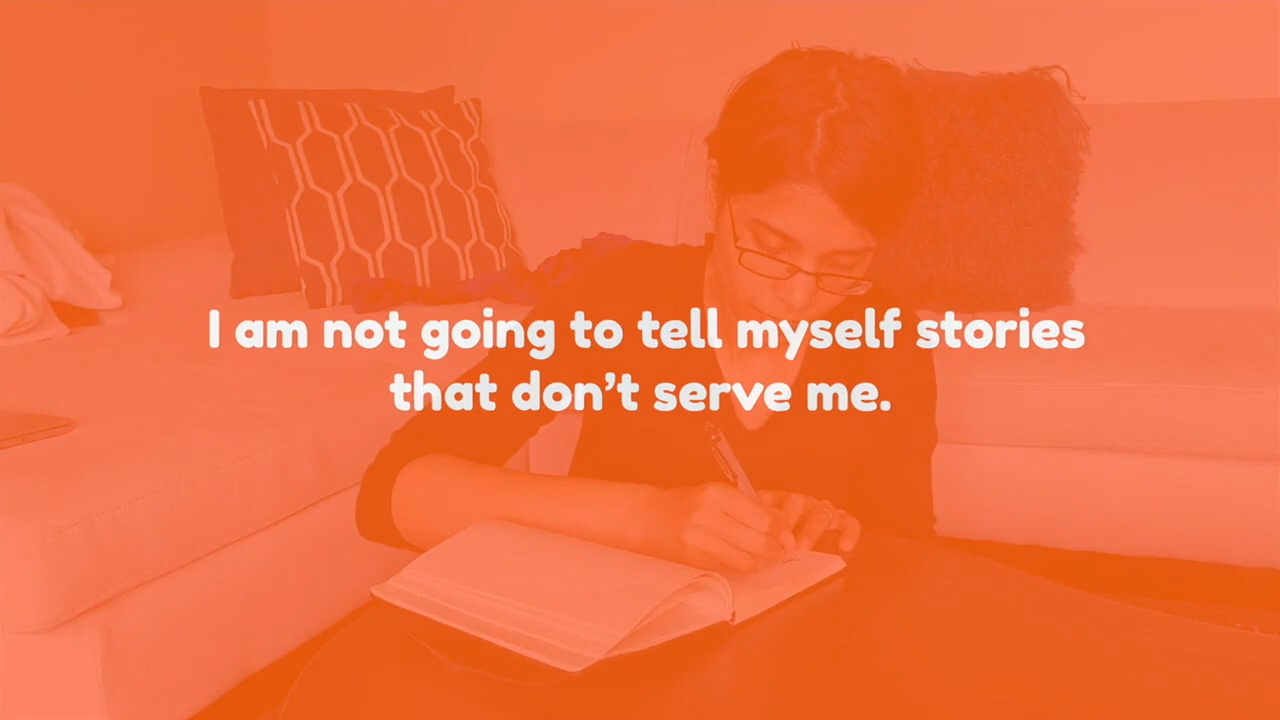 I am not going to tell myself stories
that don’t serve me.